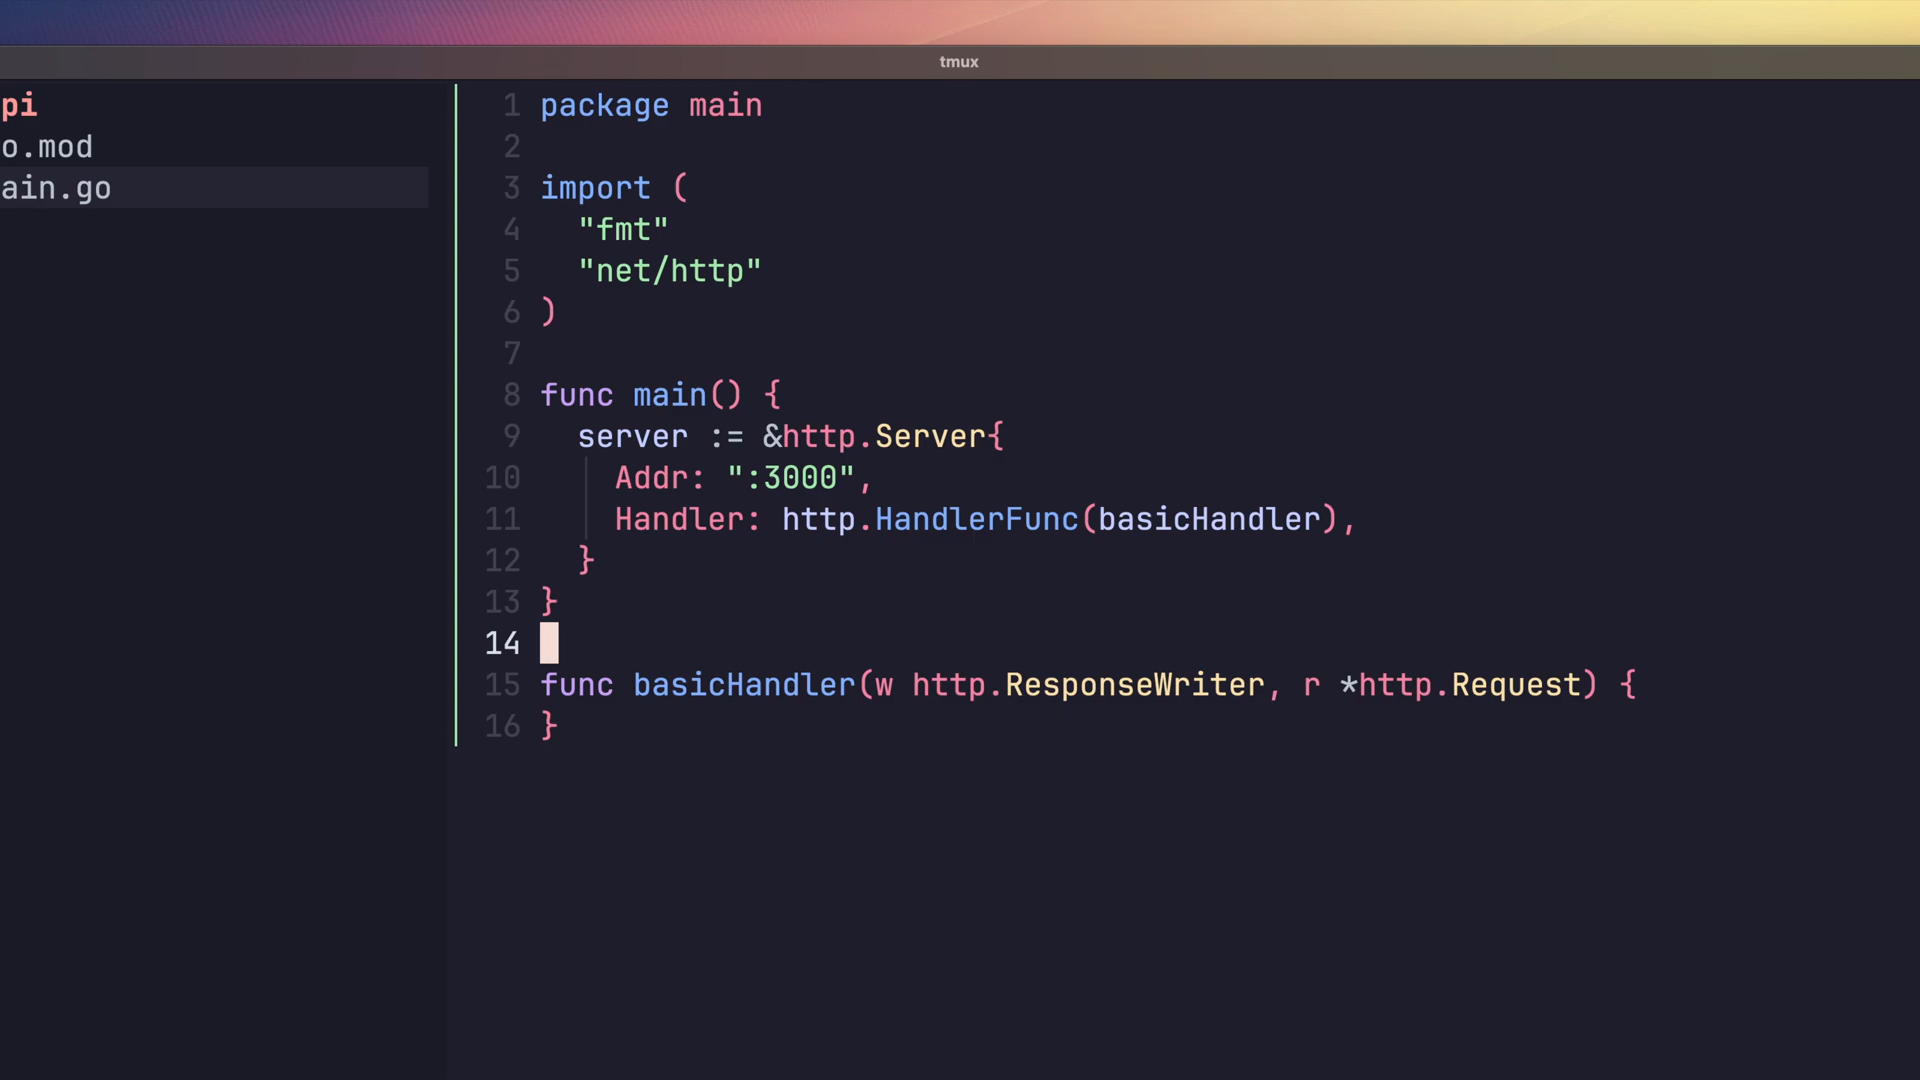 tmux
pi
o.mod
ain.go
1 package main
2
3 import (
4 "fmt"
5 "net/http"
6 )
7
8 func main() {
9 server := &http.Server{
10 Addr: ":3000",
11 Handler: http.HandlerFunc(basicHandler),
12 }
13 }
14
15 func basicHandler(w http.ResponseWriter, r *http.Request) {
16 }